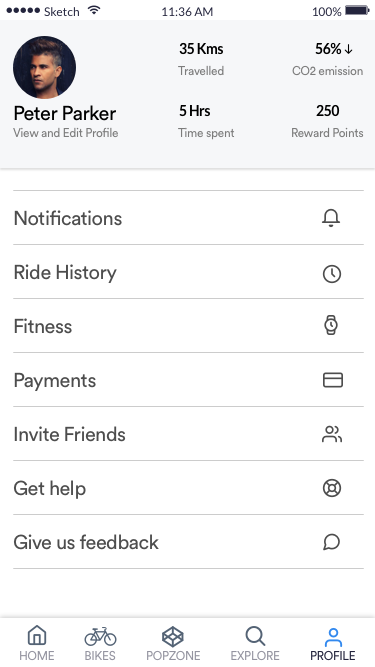 Sketch 11:36 AM 100%
35 Kms 56%↓
Travelled CO2 emission
Peter Parker 5 Hrs 250
View and Edit Profile Time spent Reward Points
Notifications
Ride History
Fitness
Payments
Invite Friends
Get help
Give us feedback
HOME BIKES POPZONE EXPLORE PROFILE